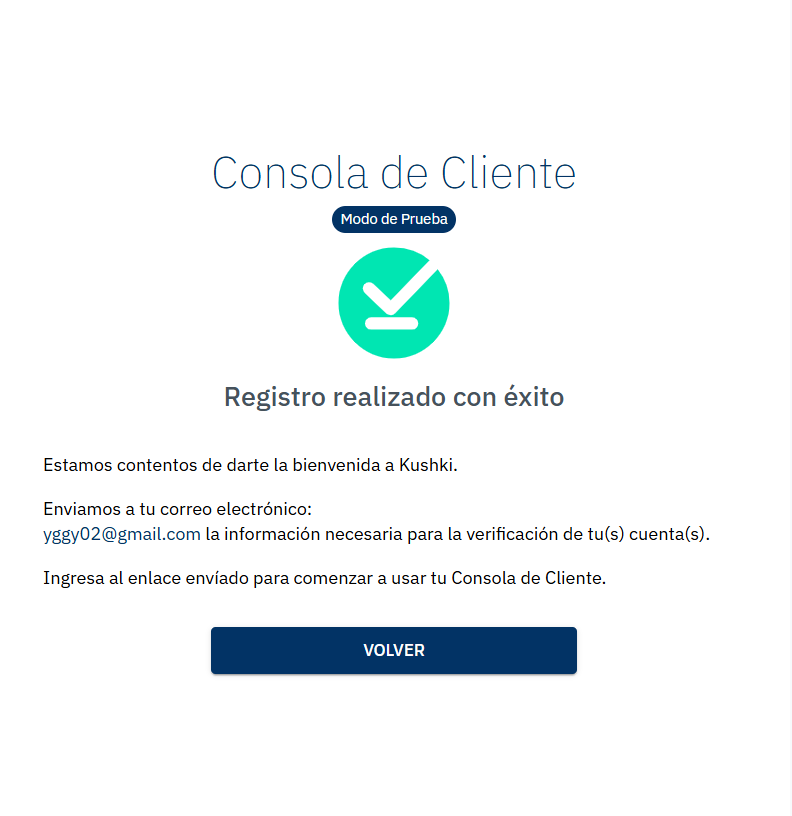 Consola de Cliente
Modo de Prueba
Registro realizado con éxito
Estamos contentos de darte la bienvenida a Kushki.
Enviamos a tu correo electrónico:
yggy02@gmail.com la información necesaria para la verificación de tu(s) cuenta(s).
Ingresa al enlace envíado para comenzar a usar tu Consola de Cliente.
VOLVER